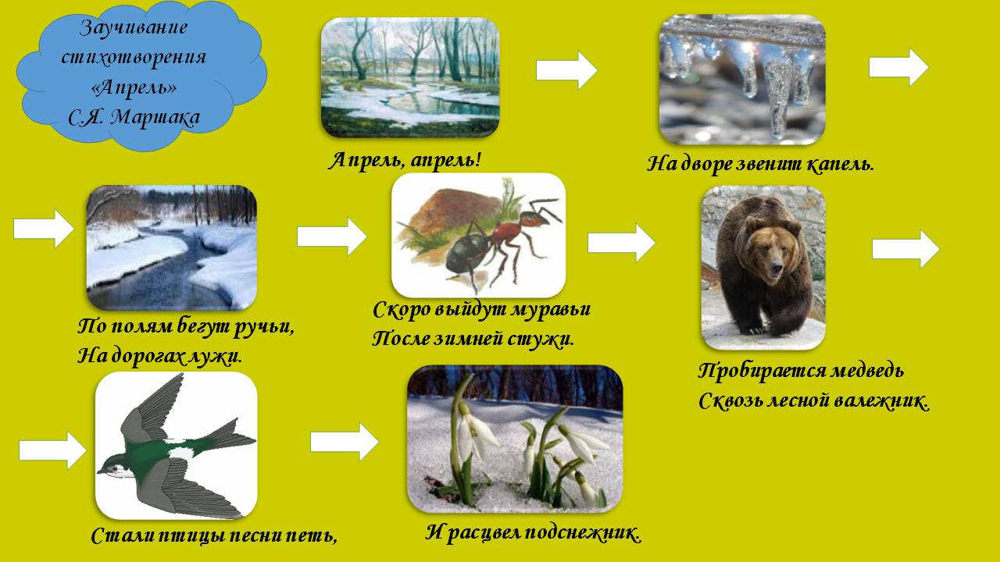 Заучивание
стихотворения
«Апрель»
С.Я. Маршака
Апрель, апрель!
На дворе звенит капель.
По полям бегут ручьи,
На дорогах лужи.
Скоро выйдут муравьи
После зимней стужи.
Пробирается медведь
Сквозь лесной валежник.
Стали птицы песни петь,
И расцвел подснежник.